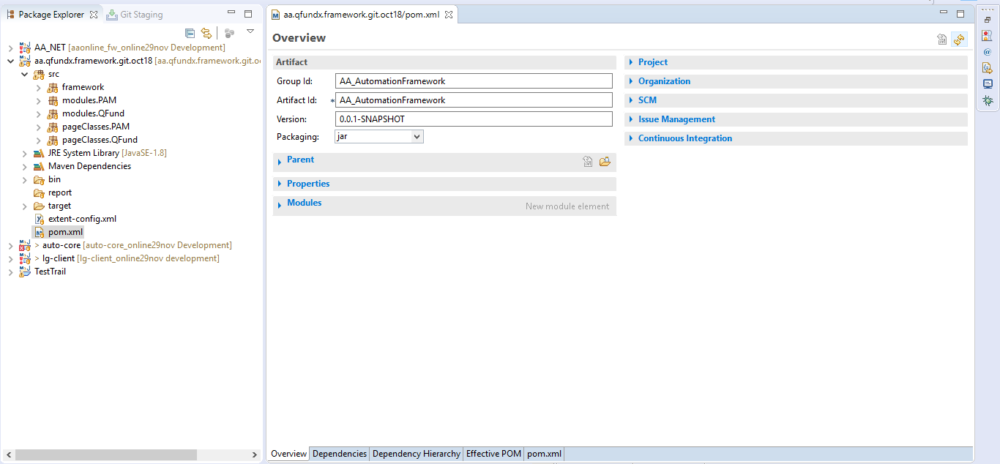 Package Explorer
Git Staging
AA_NET [aaonline_fw_online29nov Development]
aa.qfundx.framework.git.oct18 [aa.qfundx.framework.git.o
src
framework
modules.PAM
modules.QFund
pageClasses.PAM
pageClasses.QFund
JRE System Library [JavaSE-1.8]
Maven Dependencies
bin
report
target
extent-config.xml
pom.xml
> auto-core [auto-core_online29nov Development]
> lg-client [lg-client_online29nov development]
TestTrail
aa.qfundx.framework.git.oct18/pom.xml
Overview
Artifact
Group Id: AA_AutomationFramework
Artifact Id: * AA_AutomationFramework
Version: 0.0.1-SNAPSHOT
Packaging: jar
Parent
Properties
Modules
New module element
Project
Organization
SCM
Issue Management
Continuous Integration
Overview Dependencies Dependency Hierarchy Effective POM pom.xml